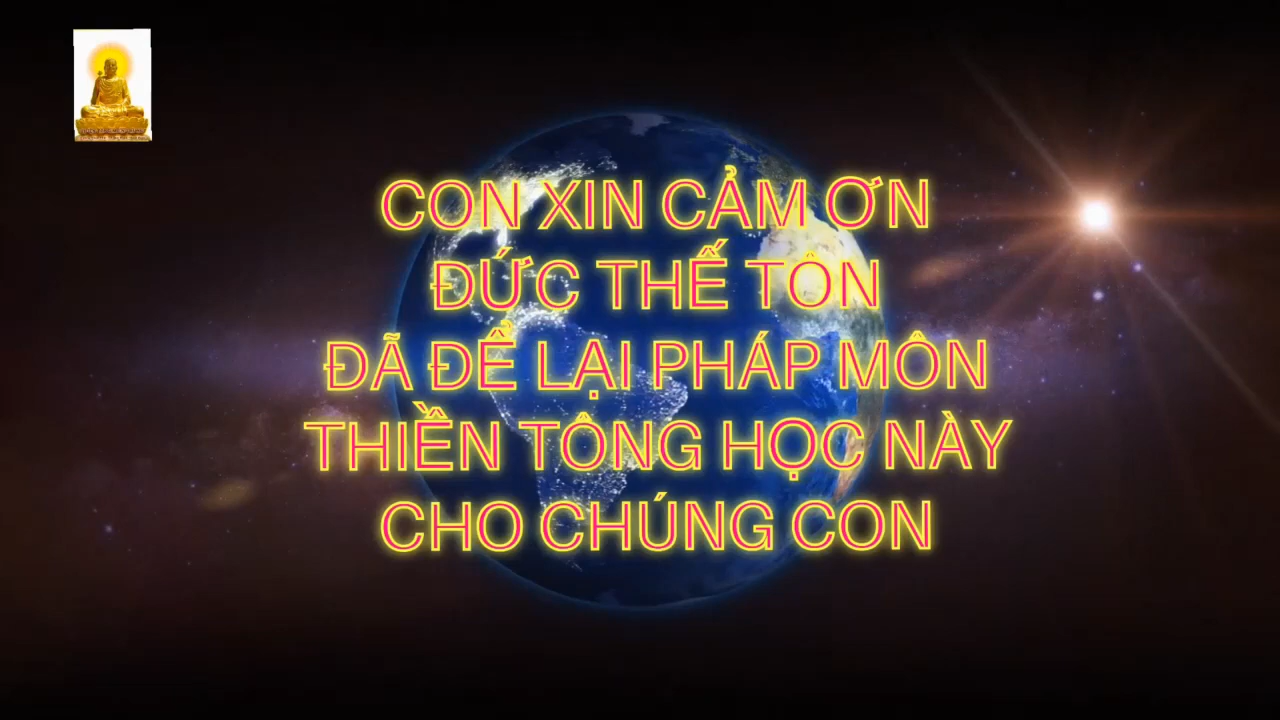 CON XIN CẢM ƠN
ĐỨC THẾ TÔN
ĐÃ ĐỂ LẠI PHÁP MÔN
THIỀN TÔNG HỌC NÀY
CHO CHÚNG CON